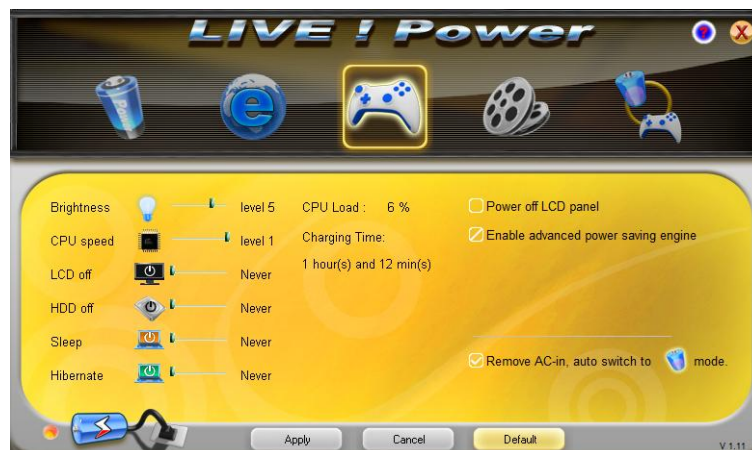 LIVE ! Power
Brightness level 5
CPU speed level 1
LCD off Never
HDD off Never
Sleep Never
Hibernate Never
CPU Load : 6 %
Charging Time:
1 hour(s) and 12 min(s)
Power off LCD panel
Enable advanced power saving engine
Remove AC-in, auto switch to mode.
Apply Cancel Default
V 1.11